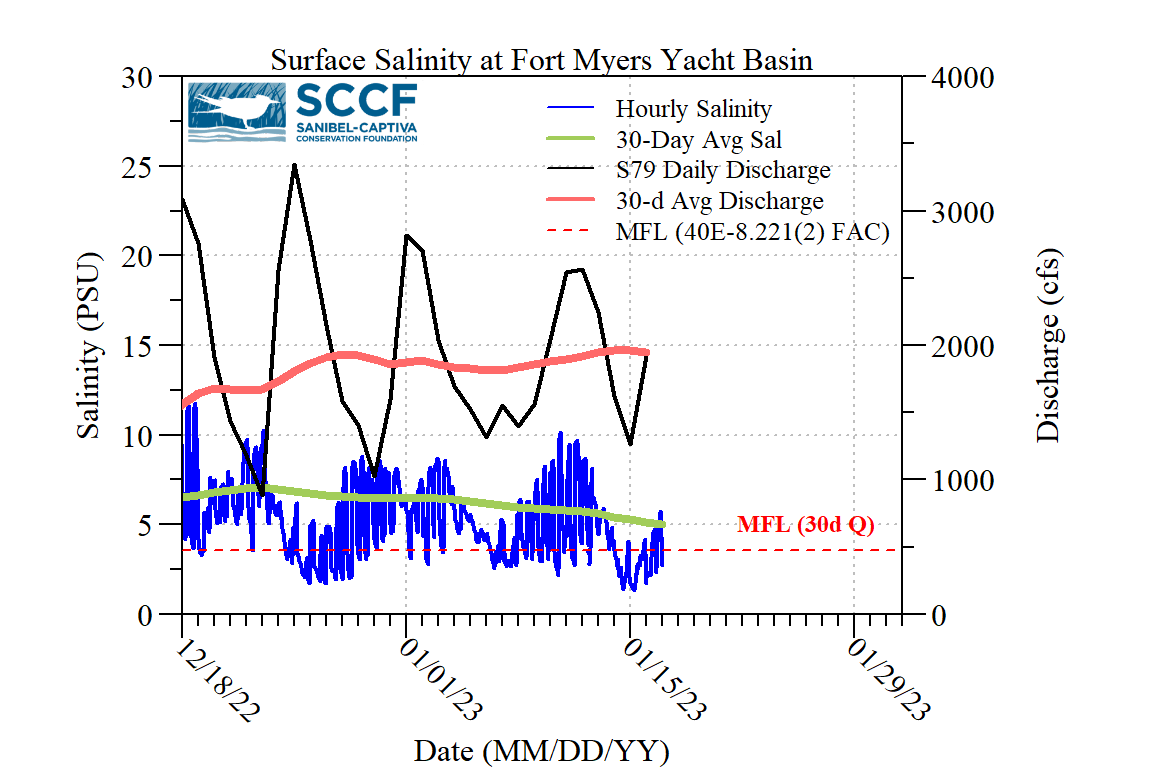 Surface Salinity at Fort Myers Yacht Basin
SCCF
SANIBEL-CAPTIVA
CONSERVATION FOUNDATION
Hourly Salinity
30-Day Avg Sal
S79 Daily Discharge
30-d Avg Discharge
MFL (40E-8.221(2) FAC)
Salinity (PSU)
30
25
20
15
10
5
0
4000
3000
2000
1000
0
Discharge (cfs)
MFL (30d Q)
12/18/22
01/01/23
01/15/23
01/29/23
Date (MM/DD/YY)